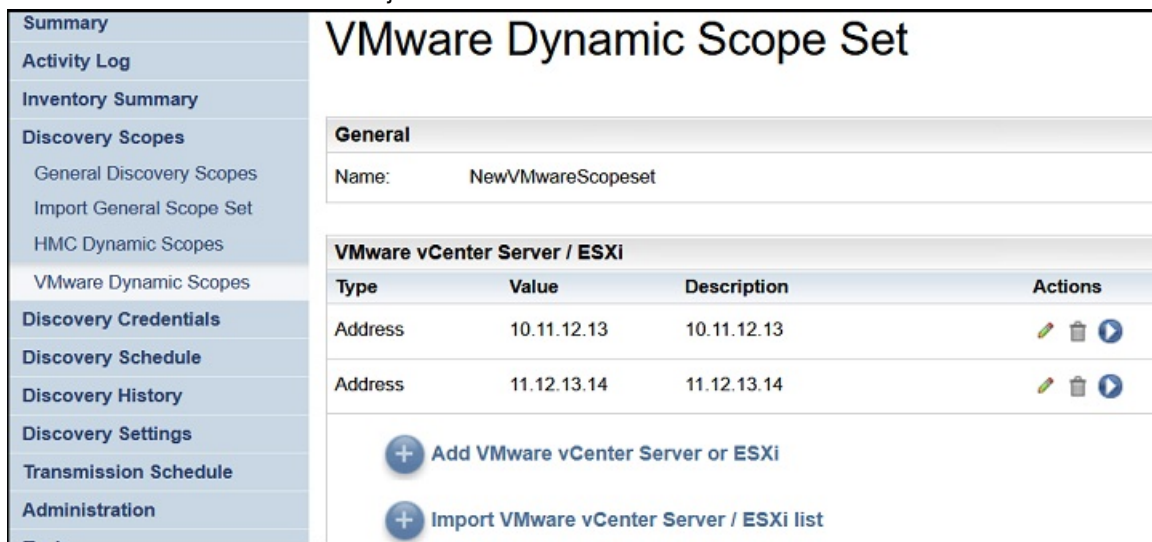 Summary
Activity Log
Inventory Summary
Discovery Scopes
General Discovery Scopes
Import General Scope Set
HMC Dynamic Scopes
VMware Dynamic Scopes
Discovery Credentials
Discovery Schedule
Discovery History
Discovery Settings
Transmission Schedule
Administration
VMware Dynamic Scope Set
General
Name: NewVMwareScopeset
VMware vCenter Server / ESXi
Type Value Description Actions
Address 10.11.12.13 10.11.12.13
Address 11.12.13.14 11.12.13.14
Add VMware vCenter Server or ESXi
Import VMware vCenter Server / ESXi list